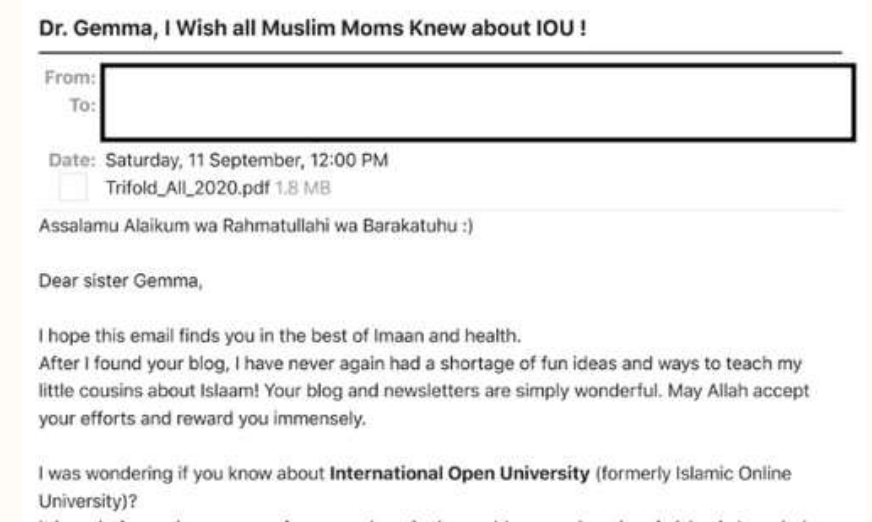 Dr. Gemma, I Wish all Muslim Moms Knew about IOU !
From:
To:
Date: Saturday, 11 September, 12:00 PM
Trifold_All_2020.pdf 1.8 MB
Assalamu Alaikum wa Rahmatullahi wa Barakatuhu :)
Dear sister Gemma,
I hope this email finds you in the best of Imaan and health.
After I found your blog, I have never again had a shortage of fun ideas and ways to teach my
little cousins about Islaam! Your blog and newsletters are simply wonderful. May Allah accept
your efforts and reward you immensely.
I was wondering if you know about International Open University (formerly Islamic Online
University)?